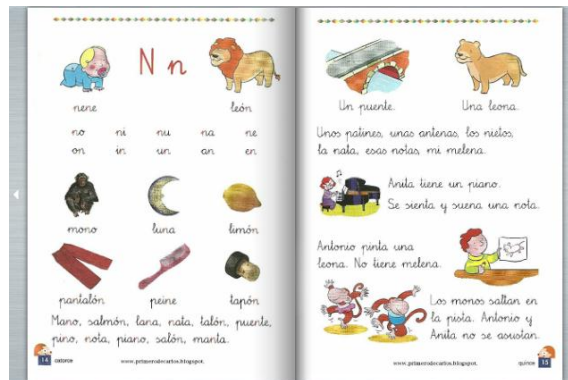 N n
nene león
no ni nu na ne
on in un an en
mono luna limón
pantalón peine tapón
Mano, salmón, lana, nata, talón, puente,
pino, nota, piano, salón, manta.
14 catorce www.primerodecarlos.blogspot.
Un puente. Una leona.
Unos patines, unas antenas, los nietos,
la nata, esas notas, mi melena.
Anita tiene un piano.
Se sienta y suena una nota.
Antonio pinta una
leona. No tiene melena.
Los monos saltan en
la pista. Antonio y
Anita no se asustan.
www.primerodecarlos.blogspot. quince 15